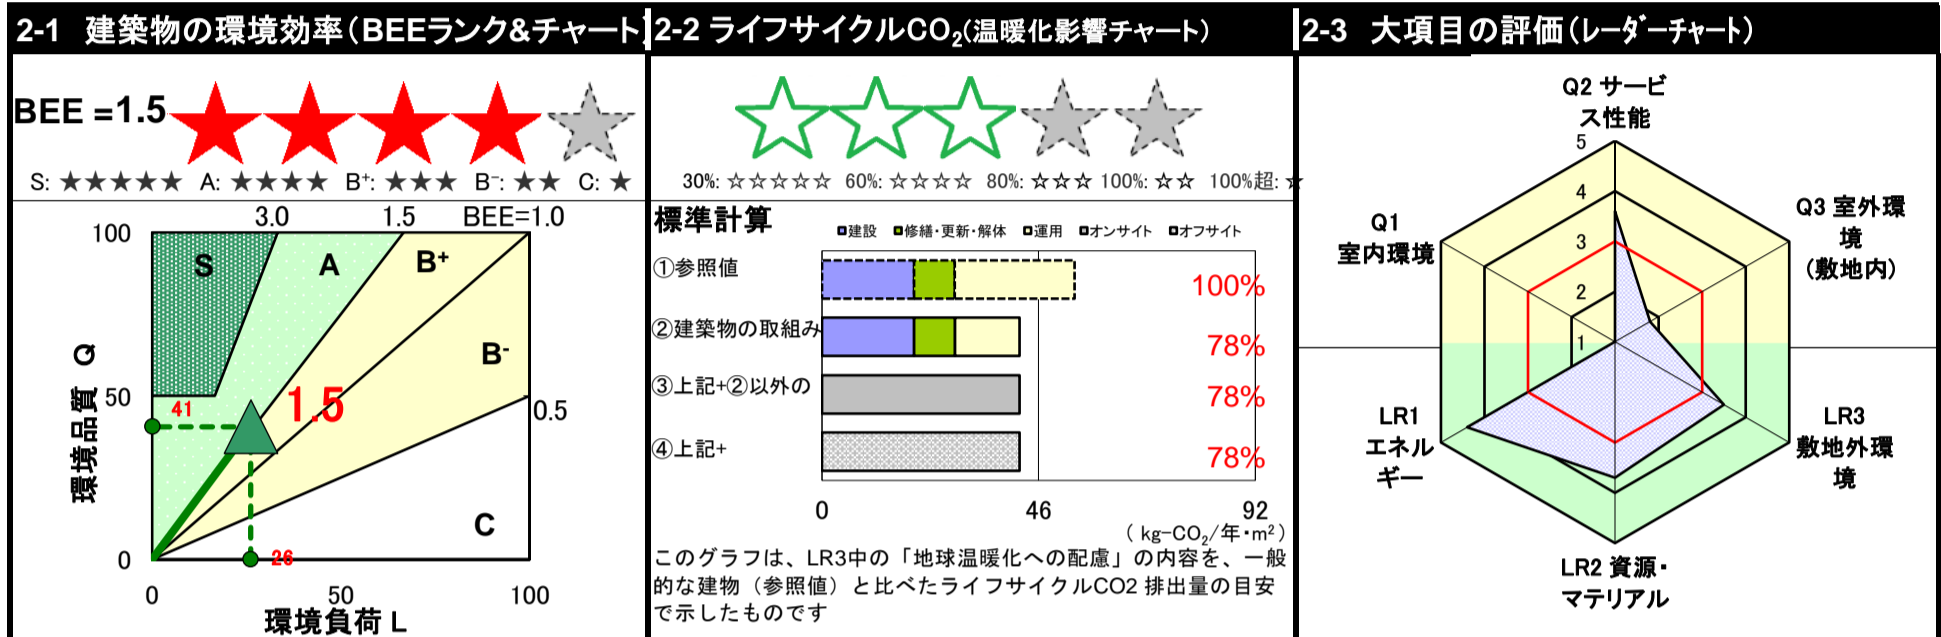 2-1 建築物の環境効率(BEEランク&チャート)
BEE = 1.5
S: ★★★★★ A: ★★★★ B+: ★★★ B-: ★★ C: ★
3.0 1.5 BEE=1.0
100
S A B+
B-
50
41
1.5
0.5
C
26
0
0 50 100
環境品質 Q
環境負荷 L
2-2 ライフサイクルCO2(温暖化影響チャート)
30%: ☆☆☆☆☆ 60%: ☆☆☆☆ 80%: ☆☆☆ 100%: ☆☆ 100%超: ☆
標準計算
建設 修繕・更新・解体 運用 オンサイト オフサイト
①参照値 100%
②建築物の取組み 78%
③上記+②以外の 78%
④上記+ 78%
0 46 92
( kg-CO2/年・m2)
このグラフは、LR3中の「地球温暖化への配慮」の内容を、一般
的な建物(参照値)と比べたライフサイクルCO2 排出量の目安
で示したものです
2-3 大項目の評価(レーダーチャート)
Q2 サービ
ス性能
5
4
3
2
1
Q1
室内環境
Q3 室外環
境
(敷地内)
LR1
エネル
ギー
LR3
敷地外環
境
LR2 資源・
マテリアル